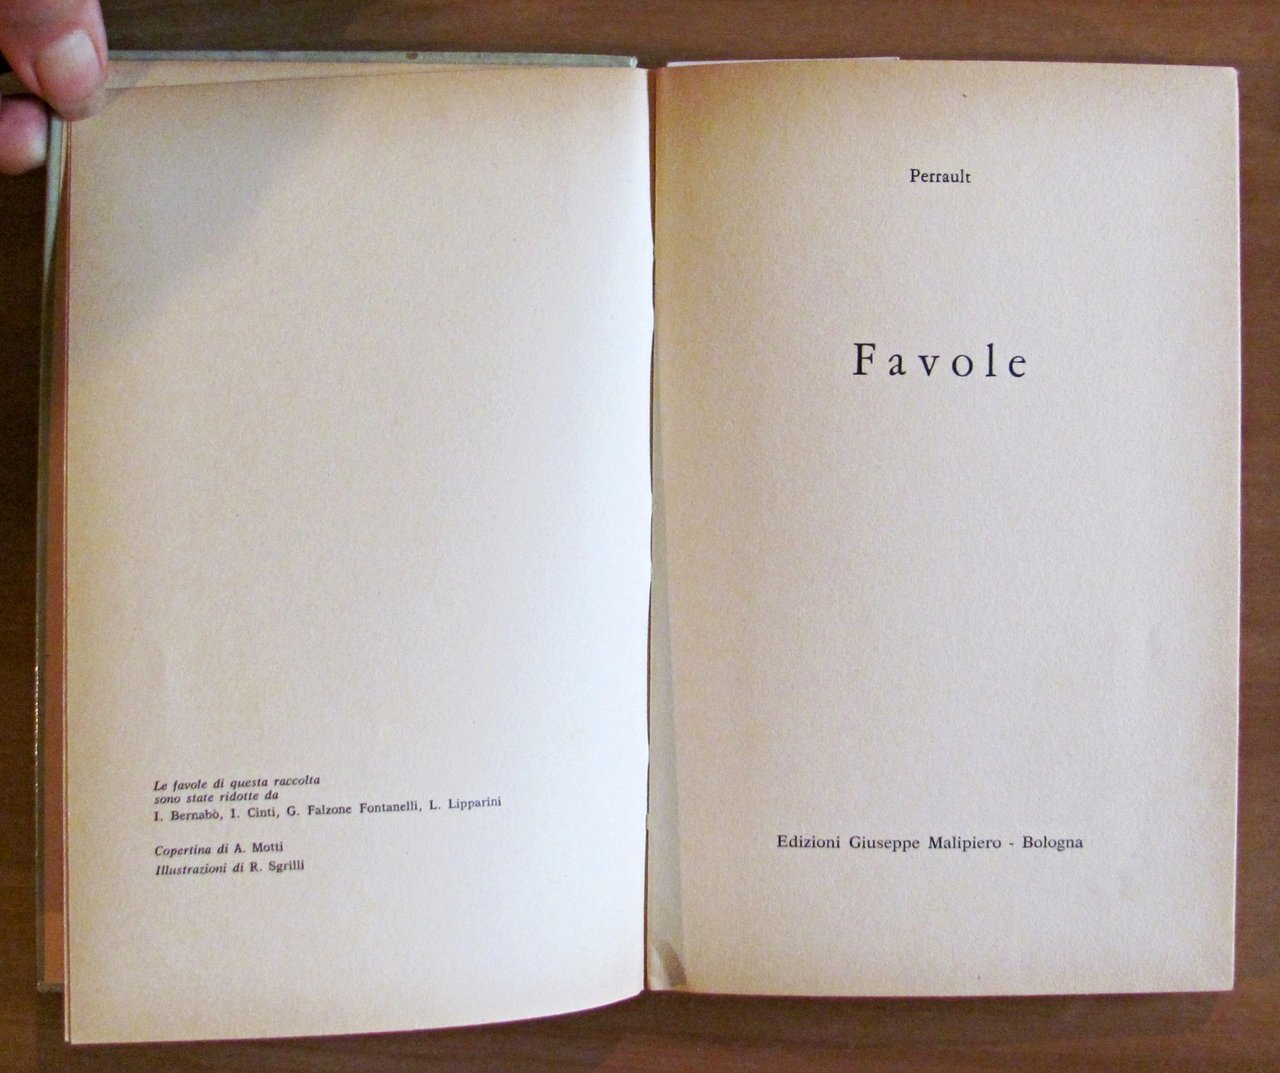 Le favole di questa raccolta
sono state ridotte da
I. Bernabò, I. Cinti, G. Falzone Fontanelli, L. Lipparini
Copertina di A. Motti
Illustrazioni di R. Sgrilli
Perrault
Favole
Edizioni Giuseppe Malipiero - Bologna